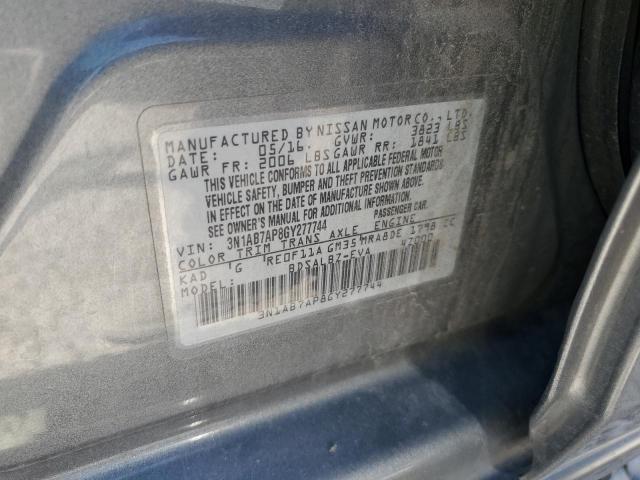 MANUFACTURED BY NISSAN MOTOR CO., LTD.
DATE: 05/16 GVWR: 3823 LBS
GAWR FR: 2006 LBS GAWR RR: 1841 LBS
THIS VEHICLE CONFORMS TO ALL APPLICABLE FEDERAL MOTOR
VEHICLE SAFETY, BUMPER AND THEFT PREVENTION STANDARDS
IN EFFECT ON THE DATE OF MANUFACTURE SHOWN ABOVE.
SEE OWNER'S MANUAL FOR ADDITIONAL INFORMATION.
VIN: 3N1AB7AP8GY277744 PASSENGER CAR.
COLOR TRIM TRANS AXLE ENGINE
KAD G RE0F11A GM35 MRA8DE 1798 CC
MODEL: BDSALBZ-EVA 47000
3N1AB7AP8GY277744